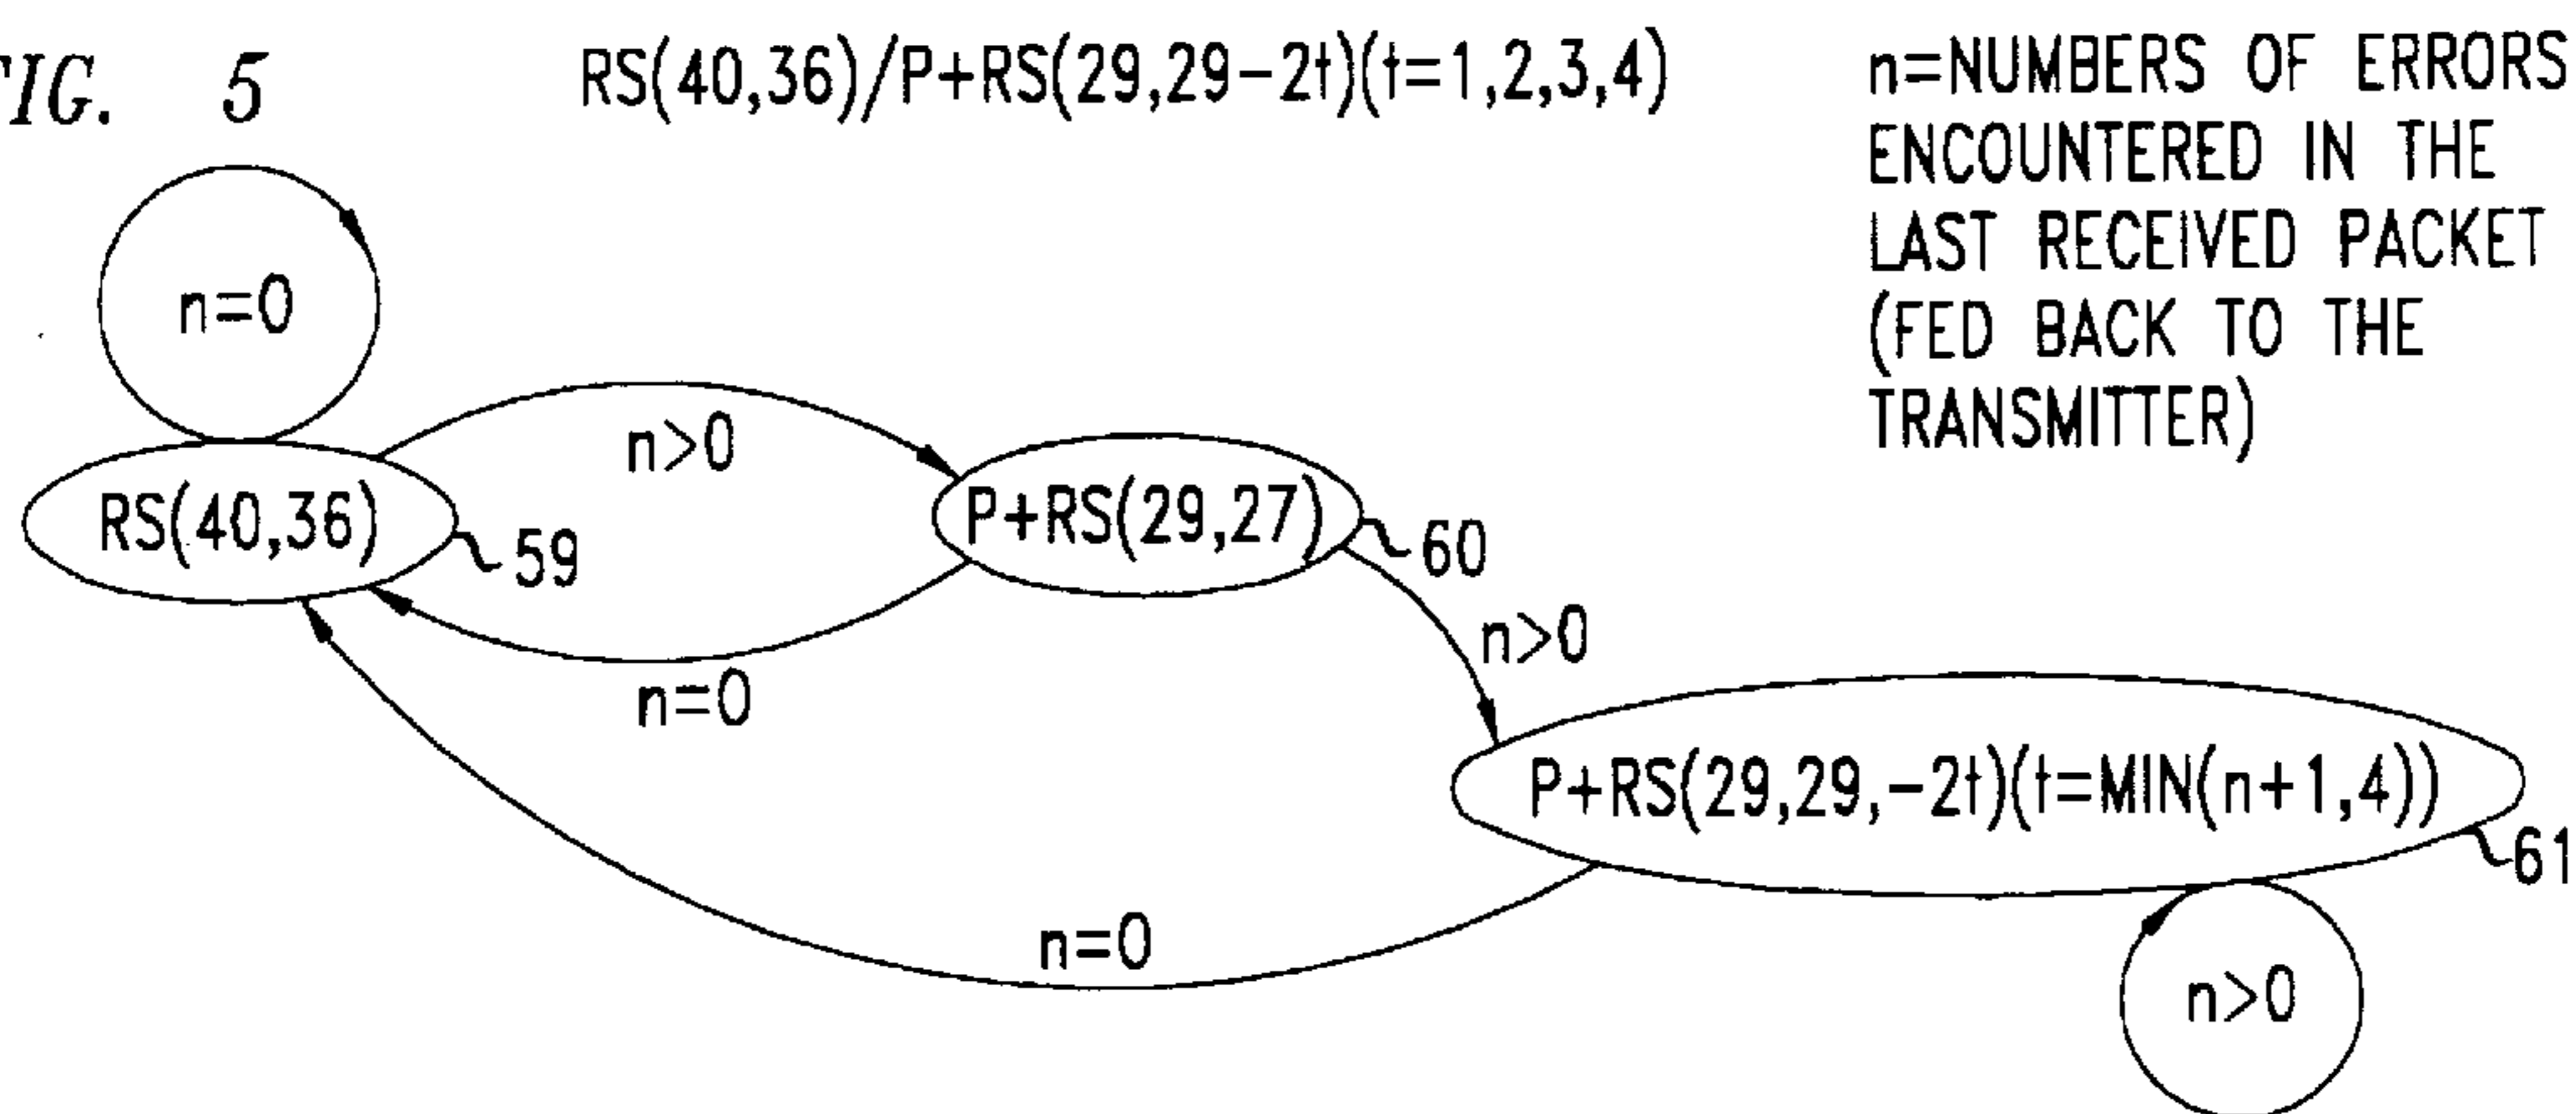 FIG. 5
RS(40,36)/P+RS(29,29-2t)(t=1,2,3,4)
n=NUMBERS OF ERRORS
ENCOUNTERED IN THE
LAST RECEIVED PACKET
(FED BACK TO THE
TRANSMITTER)
n=0
n>0
RS(40,36)
59
P+RS(29,27)
60
n=0
n>0
P+RS(29,29,-2t)(t=MIN(n+1,4))
61
n=0
n>0